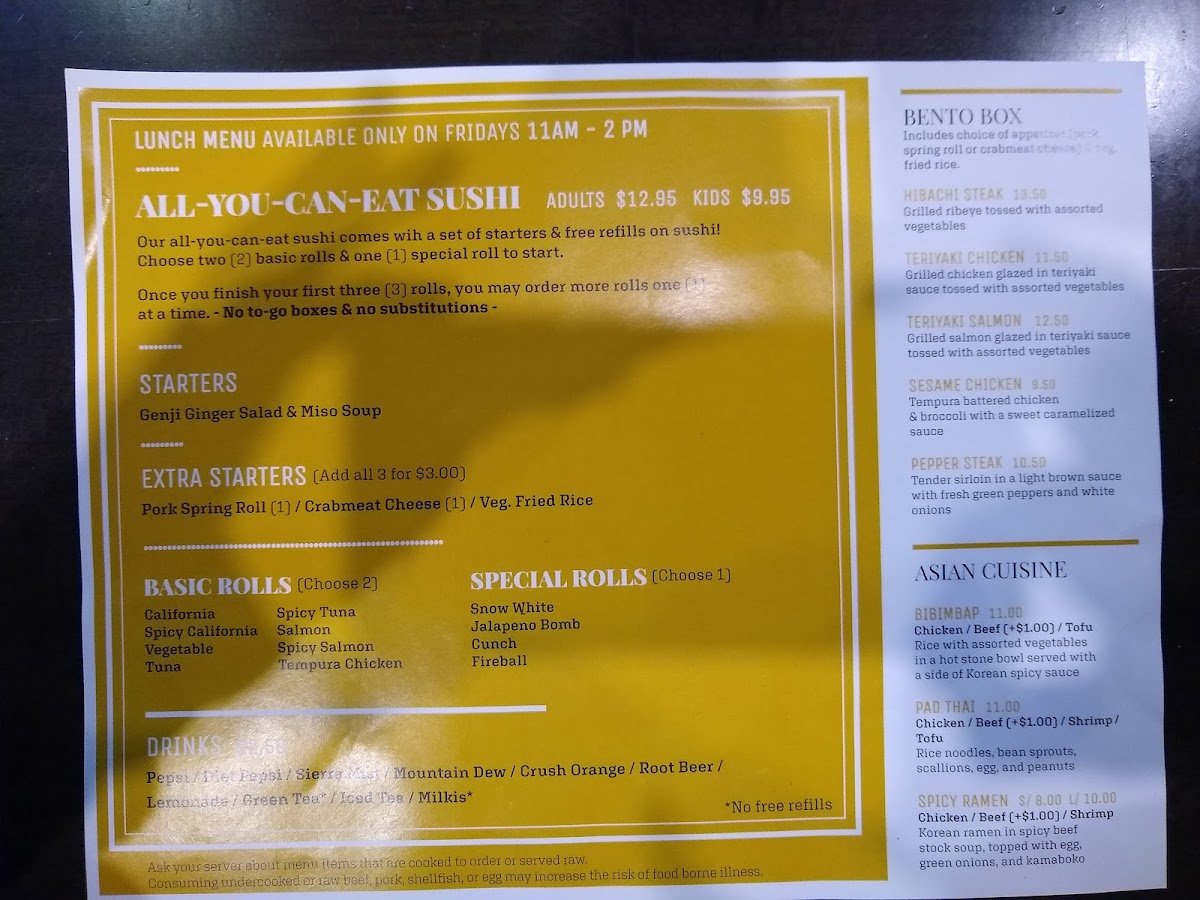 LUNCH MENU AVAILABLE ONLY ON FRIDAYS 11AM - 2 PM
ALL-YOU-CAN-EAT SUSHI ADULTS $12.95 KIDS $9.95
Our all-you-can-eat sushi comes wih a set of starters & free refills on sushi!
Choose two (2) basic rolls & one (1) special roll to start.
Once you finish your first three (3) rolls, you may order more rolls one (1)
at a time. - No to-go boxes & no substitutions -
STARTERS
Genji Ginger Salad & Miso Soup
EXTRA STARTERS (Add all 3 for $3.00)
Pork Spring Roll (1) / Crabmeat Cheese (1) / Veg. Fried Rice
BASIC ROLLS (Choose 2)
California
Spicy California
Vegetable
Tuna
Spicy Tuna
Salmon
Spicy Salmon
Tempura Chicken
SPECIAL ROLLS (Choose 1)
Snow White
Jalapeno Bomb
Cunch
Fireball
DRINKS
Pepsi / Diet Pepsi / Sierra Mist / Mountain Dew / Crush Orange / Root Beer /
Lemonade / Green Tea* / Iced Tea / Milkis*
*No free refills
Ask your server about menu items that are cooked to order or served raw.
Consuming undercooked or raw beef, pork, shellfish, or egg may increase the risk of food borne illness.
BENTO BOX
Includes choice of appetizer (pork
spring roll or crabmeat cheese) & veg.
fried rice.
HIBACHI STEAK 13.50
Grilled ribeye tossed with assorted
vegetables
TERIYAKI CHICKEN 11.50
Grilled chicken glazed in teriyaki
sauce tossed with assorted vegetables
TERIYAKI SALMON 12.50
Grilled salmon glazed in teriyaki sauce
tossed with assorted vegetables
SESAME CHICKEN 9.50
Tempura battered chicken
& broccoli with a sweet caramelized
sauce
PEPPER STEAK 10.50
Tender sirloin in a light brown sauce
with fresh green peppers and white
onions
ASIAN CUISINE
BIBIMBAP 11.00
Chicken / Beef (+$1.00) / Tofu
Rice with assorted vegetables
in a hot stone bowl served with
a side of Korean spicy sauce
PAD THAI 11.00
Chicken / Beef (+$1.00) / Shrimp /
Tofu
Rice noodles, bean sprouts,
scallions, egg, and peanuts
SPICY RAMEN S/ 8.00 L/ 10.00
Chicken / Beef (+$1.00) / Shrimp
Korean ramen in spicy beef
stock soup, topped with egg,
green onions, and kamaboko